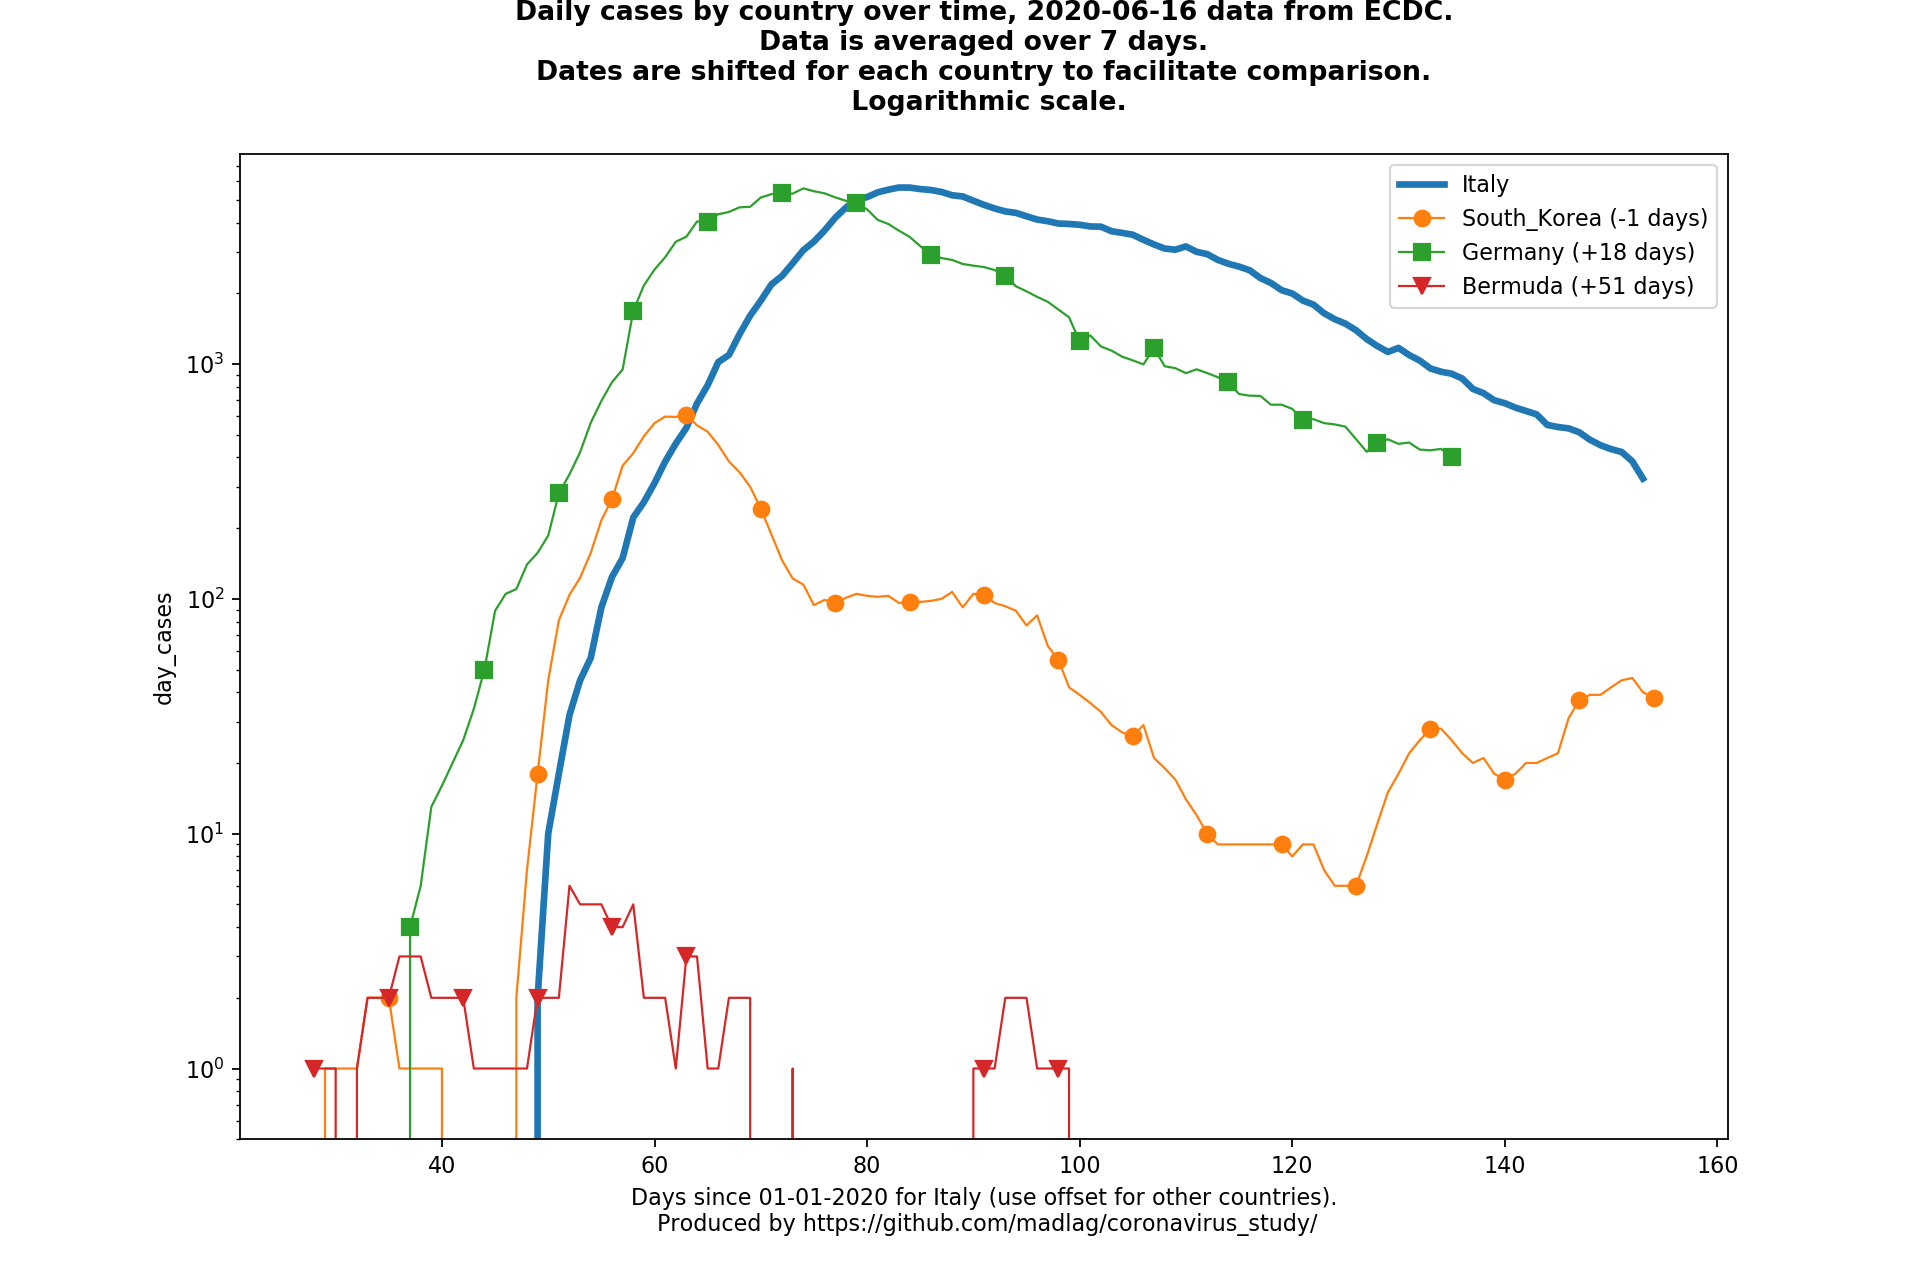 Daily cases by country over time, 2020-06-16 data from ECDC.
Data is averaged over 7 days.
Dates are shifted for each country to facilitate comparison.
Logarithmic scale.
Italy
South_Korea (-1 days)
Germany (+18 days)
Bermuda (+51 days)
10³
10²
10¹
10⁰
day_cases
40 60 80 100 120 140 160
Days since 01-01-2020 for Italy (use offset for other countries).
Produced by https://github.com/madlag/coronavirus_study/